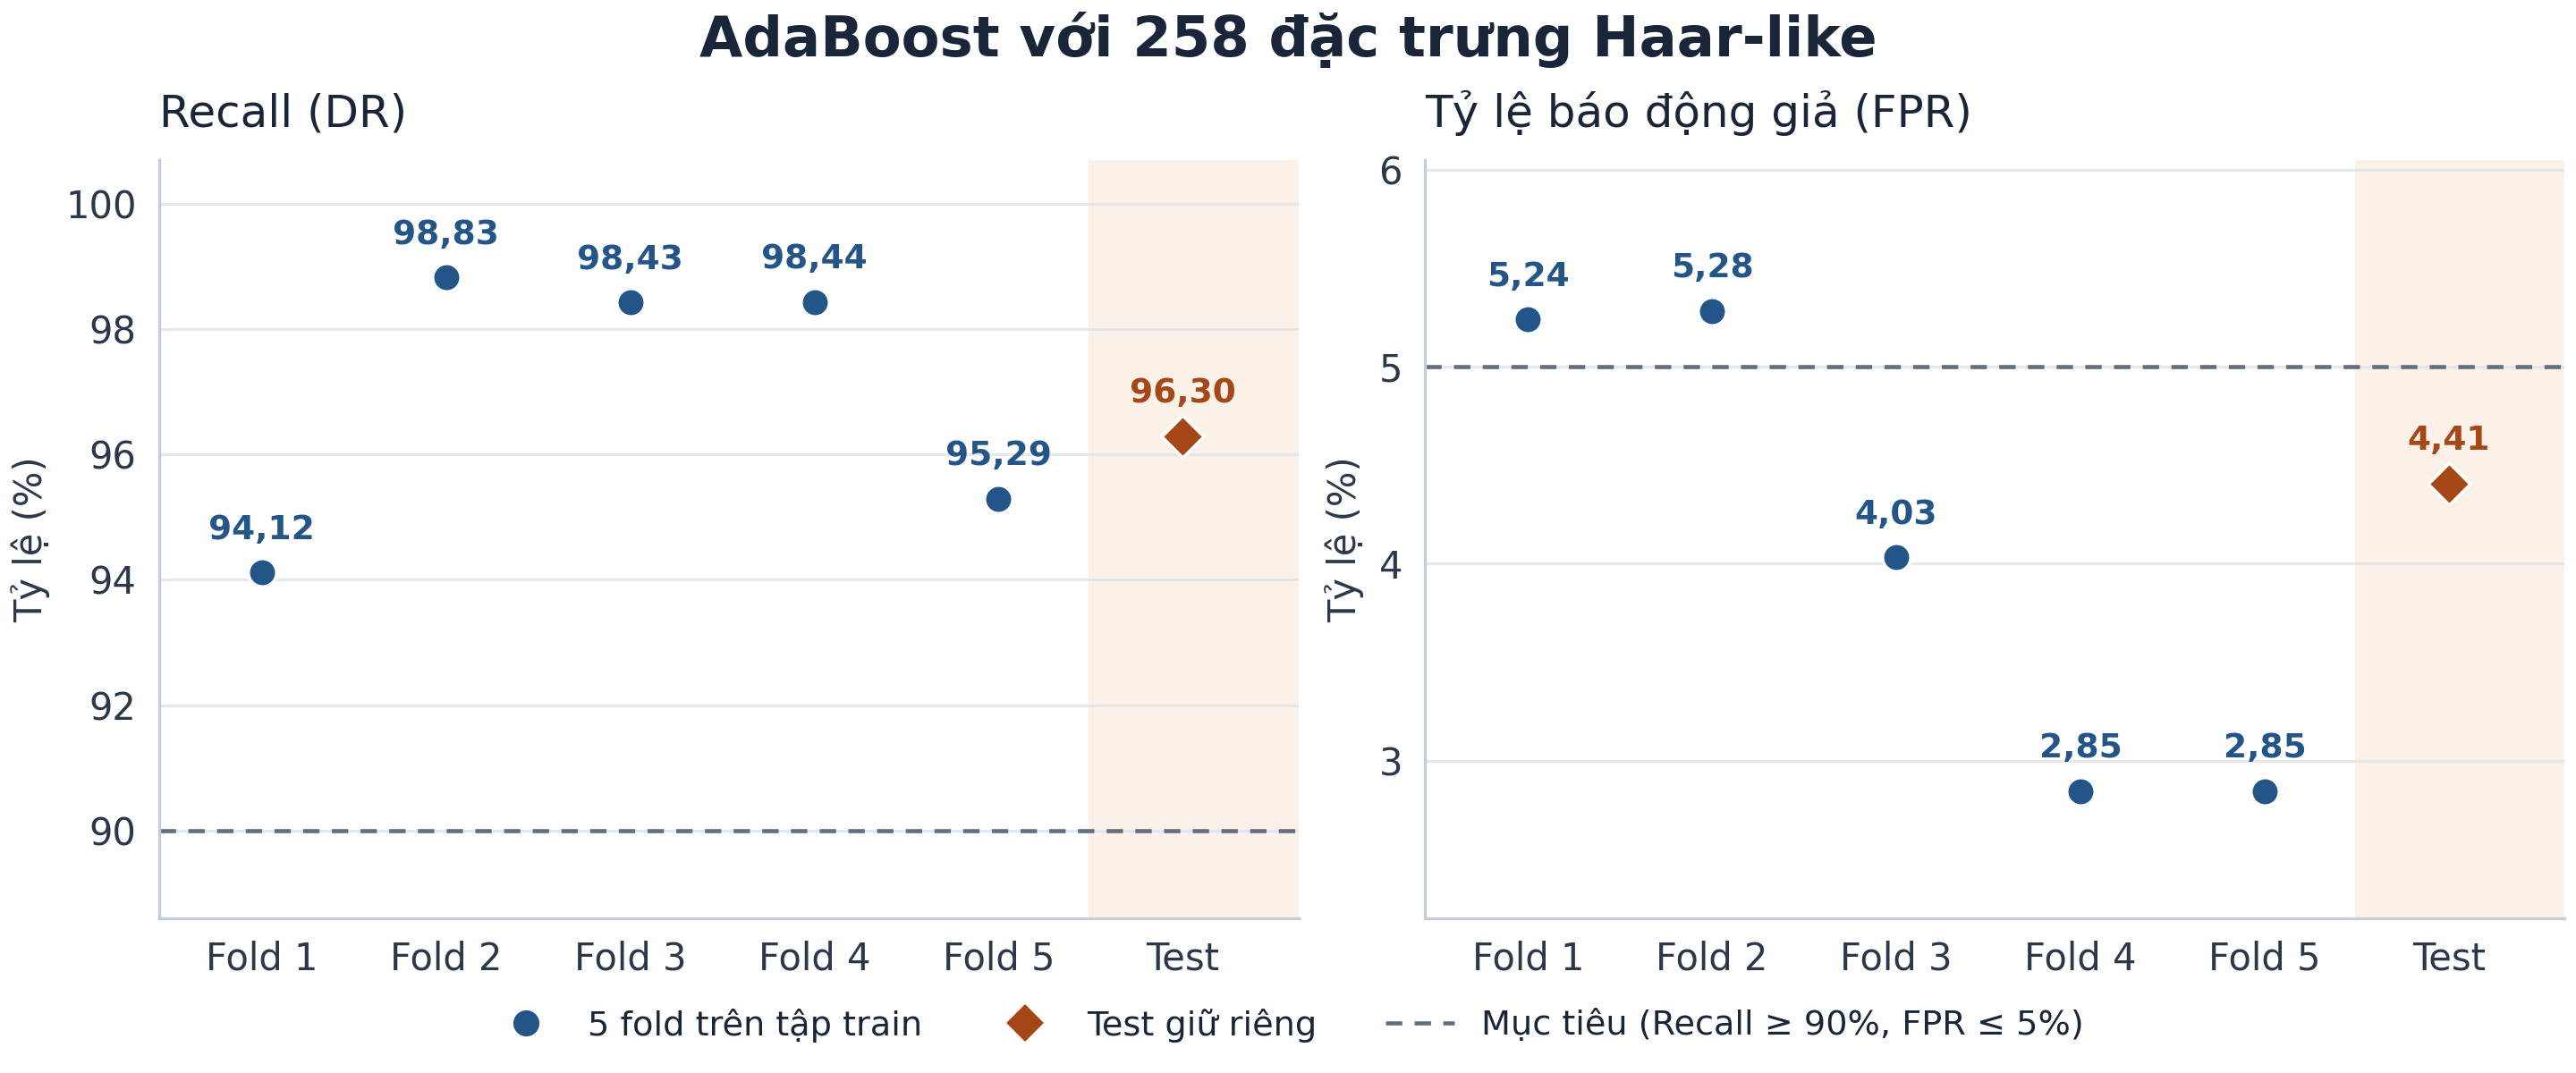 AdaBoost với 258 đặc trưng Haar-like
Recall (DR)
Tỷ lệ (%)
100
98
96
94
92
90
94,12
98,83
98,43
98,44
95,29
96,30
Fold 1
Fold 2
Fold 3
Fold 4
Fold 5
Test
Tỷ lệ báo động giả (FPR)
Tỷ lệ (%)
6
5
4
3
5,24
5,28
4,03
2,85
2,85
4,41
Fold 1
Fold 2
Fold 3
Fold 4
Fold 5
Test
5 fold trên tập train
Test giữ riêng
Mục tiêu (Recall ≥ 90%, FPR ≤ 5%)